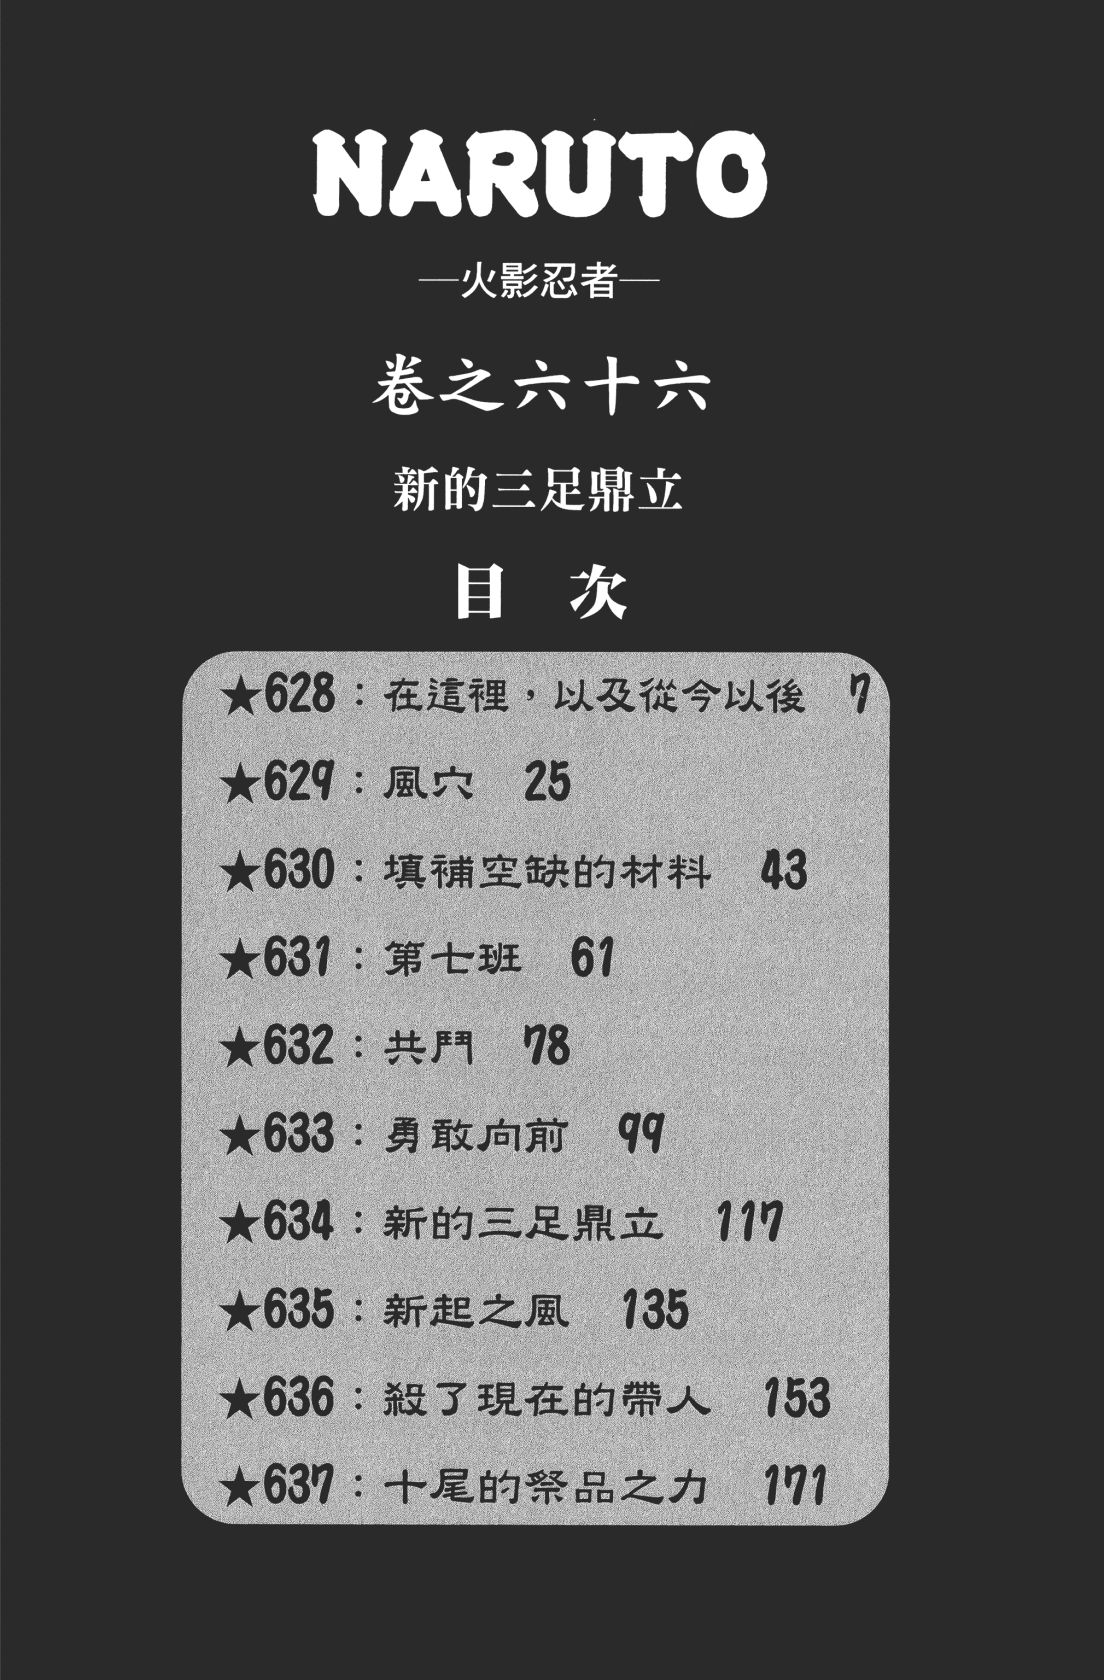 NARUTO
—火影忍者—
卷之六十六
新的三足鼎立
目 次
★628：在這裡，以及從今以後 7
★629：風穴 25
★630：填補空缺的材料 43
★631：第七班 61
★632：共鬥 78
★633：勇敢向前 99
★634：新的三足鼎立 117
★635：新起之風 135
★636：殺了現在的帶人 153
★637：十尾的祭品之力 171